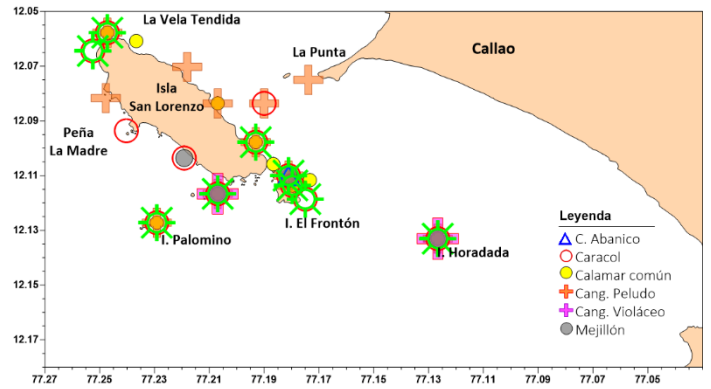 12.05
La Vela Tendida
La Punta
12.07
Callao
Isla
San Lorenzo
12.09
Peña
La Madre
12.11
I. El Frontón
Leyenda
C. Abanico
12.13
I. Palomino
I. Horadada
Caracol
Calamar común
12.15
Cang. Peludo
Cang. Violáceo
Mejillón
12.17
77.27 77.25 77.23 77.21 77.19 77.17 77.15 77.13 77.11 77.09 77.07 77.05